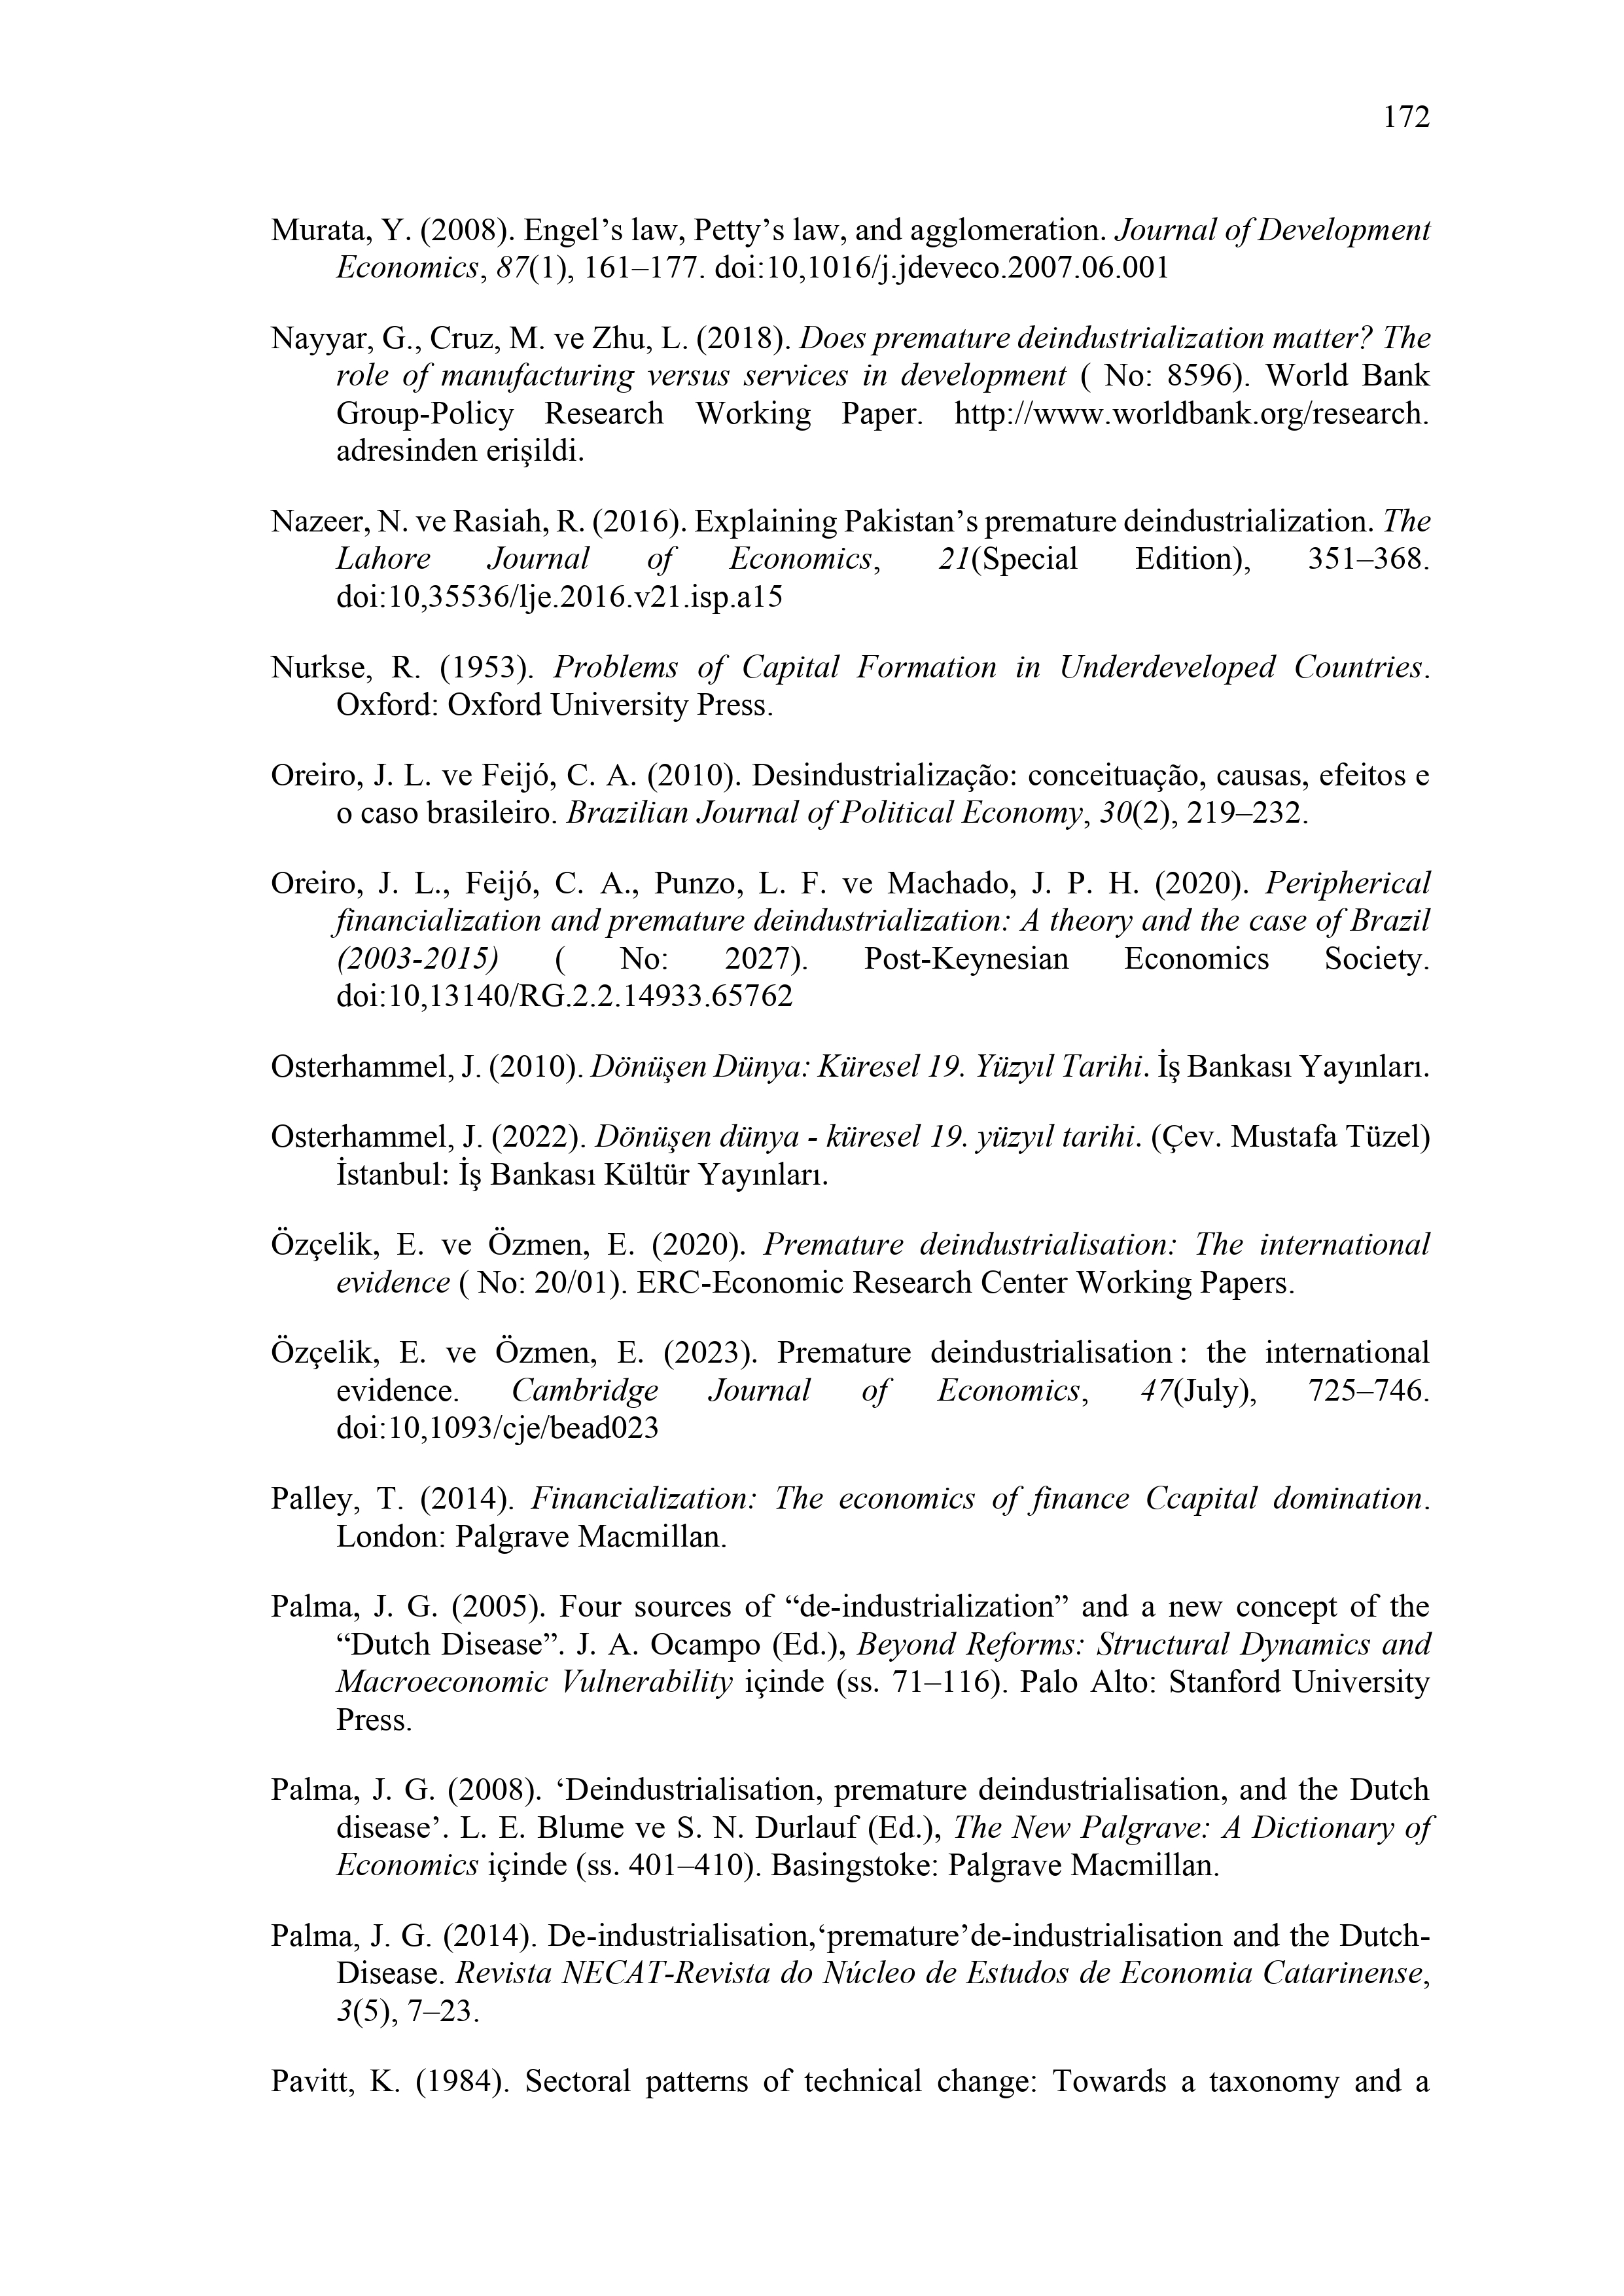 172
Murata, Y. (2008). Engel’s law, Petty’s law, and agglomeration. Journal of Development
Economics, 87(1), 161–177. doi:10,1016/j.jdeveco.2007.06.001
Nayyar, G., Cruz, M. ve Zhu, L. (2018). Does premature deindustrialization matter? The
role of manufacturing versus services in development ( No: 8596). World Bank
Group-Policy Research Working Paper. http://www.worldbank.org/research.
adresinden erişildi.
Nazeer, N. ve Rasiah, R. (2016). Explaining Pakistan’s premature deindustrialization. The
Lahore Journal of Economics, 21(Special Edition), 351–368.
doi:10,35536/lje.2016.v21.isp.a15
Nurkse, R. (1953). Problems of Capital Formation in Underdeveloped Countries.
Oxford: Oxford University Press.
Oreiro, J. L. ve Feijó, C. A. (2010). Desindustrialização: conceituação, causas, efeitos e
o caso brasileiro. Brazilian Journal of Political Economy, 30(2), 219–232.
Oreiro, J. L., Feijó, C. A., Punzo, L. F. ve Machado, J. P. H. (2020). Peripherical
financialization and premature deindustrialization: A theory and the case of Brazil
(2003-2015) ( No: 2027). Post-Keynesian Economics Society.
doi:10,13140/RG.2.2.14933.65762
Osterhammel, J. (2010). Dönüşen Dünya: Küresel 19. Yüzyıl Tarihi. İş Bankası Yayınları.
Osterhammel, J. (2022). Dönüşen dünya - küresel 19. yüzyıl tarihi. (Çev. Mustafa Tüzel)
İstanbul: İş Bankası Kültür Yayınları.
Özçelik, E. ve Özmen, E. (2020). Premature deindustrialisation: The international
evidence ( No: 20/01). ERC-Economic Research Center Working Papers.
Özçelik, E. ve Özmen, E. (2023). Premature deindustrialisation : the international
evidence. Cambridge Journal of Economics, 47(July), 725–746.
doi:10,1093/cje/bead023
Palley, T. (2014). Financialization: The economics of finance Ccapital domination.
London: Palgrave Macmillan.
Palma, J. G. (2005). Four sources of “de-industrialization” and a new concept of the
“Dutch Disease”. J. A. Ocampo (Ed.), Beyond Reforms: Structural Dynamics and
Macroeconomic Vulnerability içinde (ss. 71–116). Palo Alto: Stanford University
Press.
Palma, J. G. (2008). ‘Deindustrialisation, premature deindustrialisation, and the Dutch
disease’. L. E. Blume ve S. N. Durlauf (Ed.), The New Palgrave: A Dictionary of
Economics içinde (ss. 401–410). Basingstoke: Palgrave Macmillan.
Palma, J. G. (2014). De-industrialisation,‘premature’de-industrialisation and the Dutch-
Disease. Revista NECAT-Revista do Núcleo de Estudos de Economia Catarinense,
3(5), 7–23.
Pavitt, K. (1984). Sectoral patterns of technical change: Towards a taxonomy and a